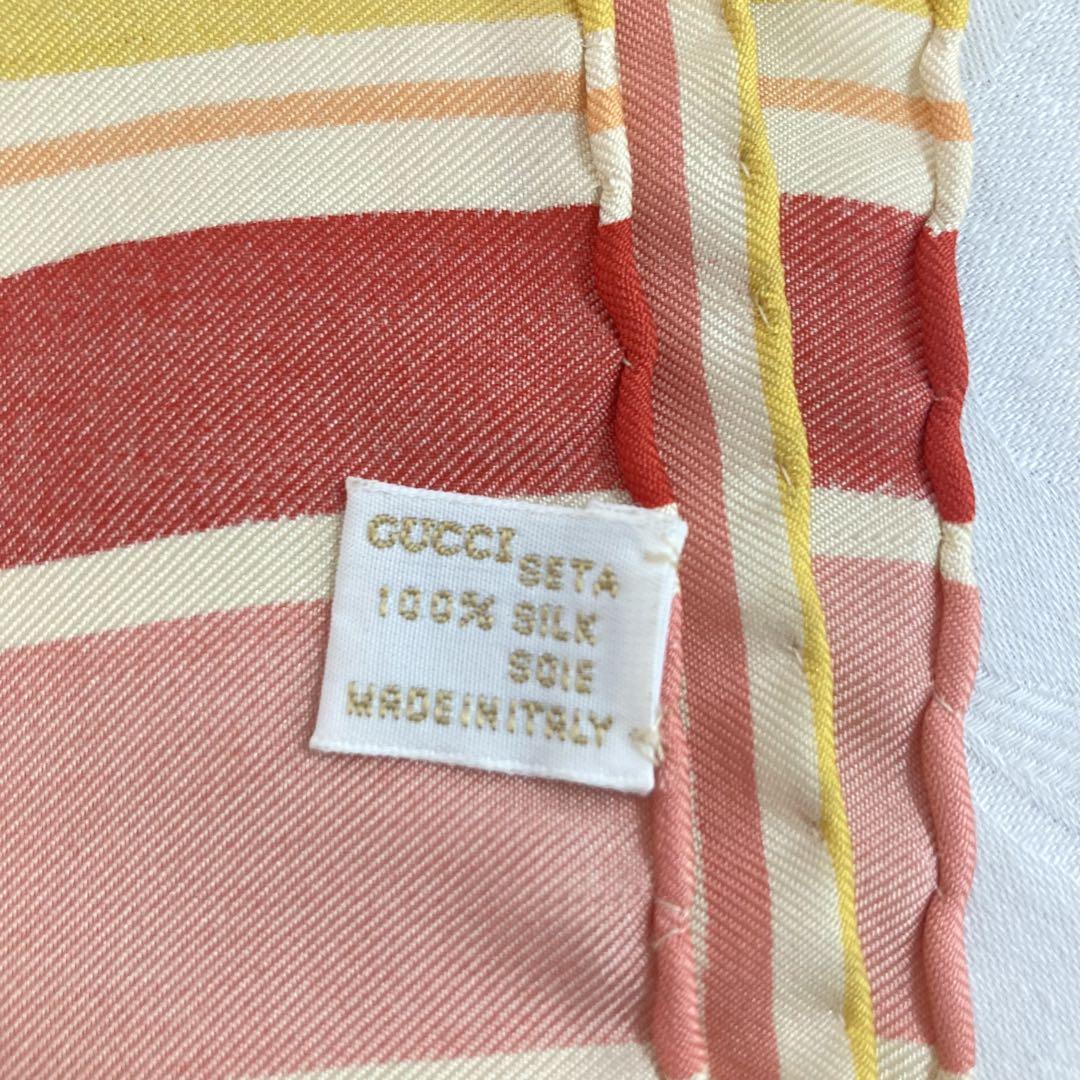 GUCCI SETA
100% SILK
SOIE
MADE IN ITALY